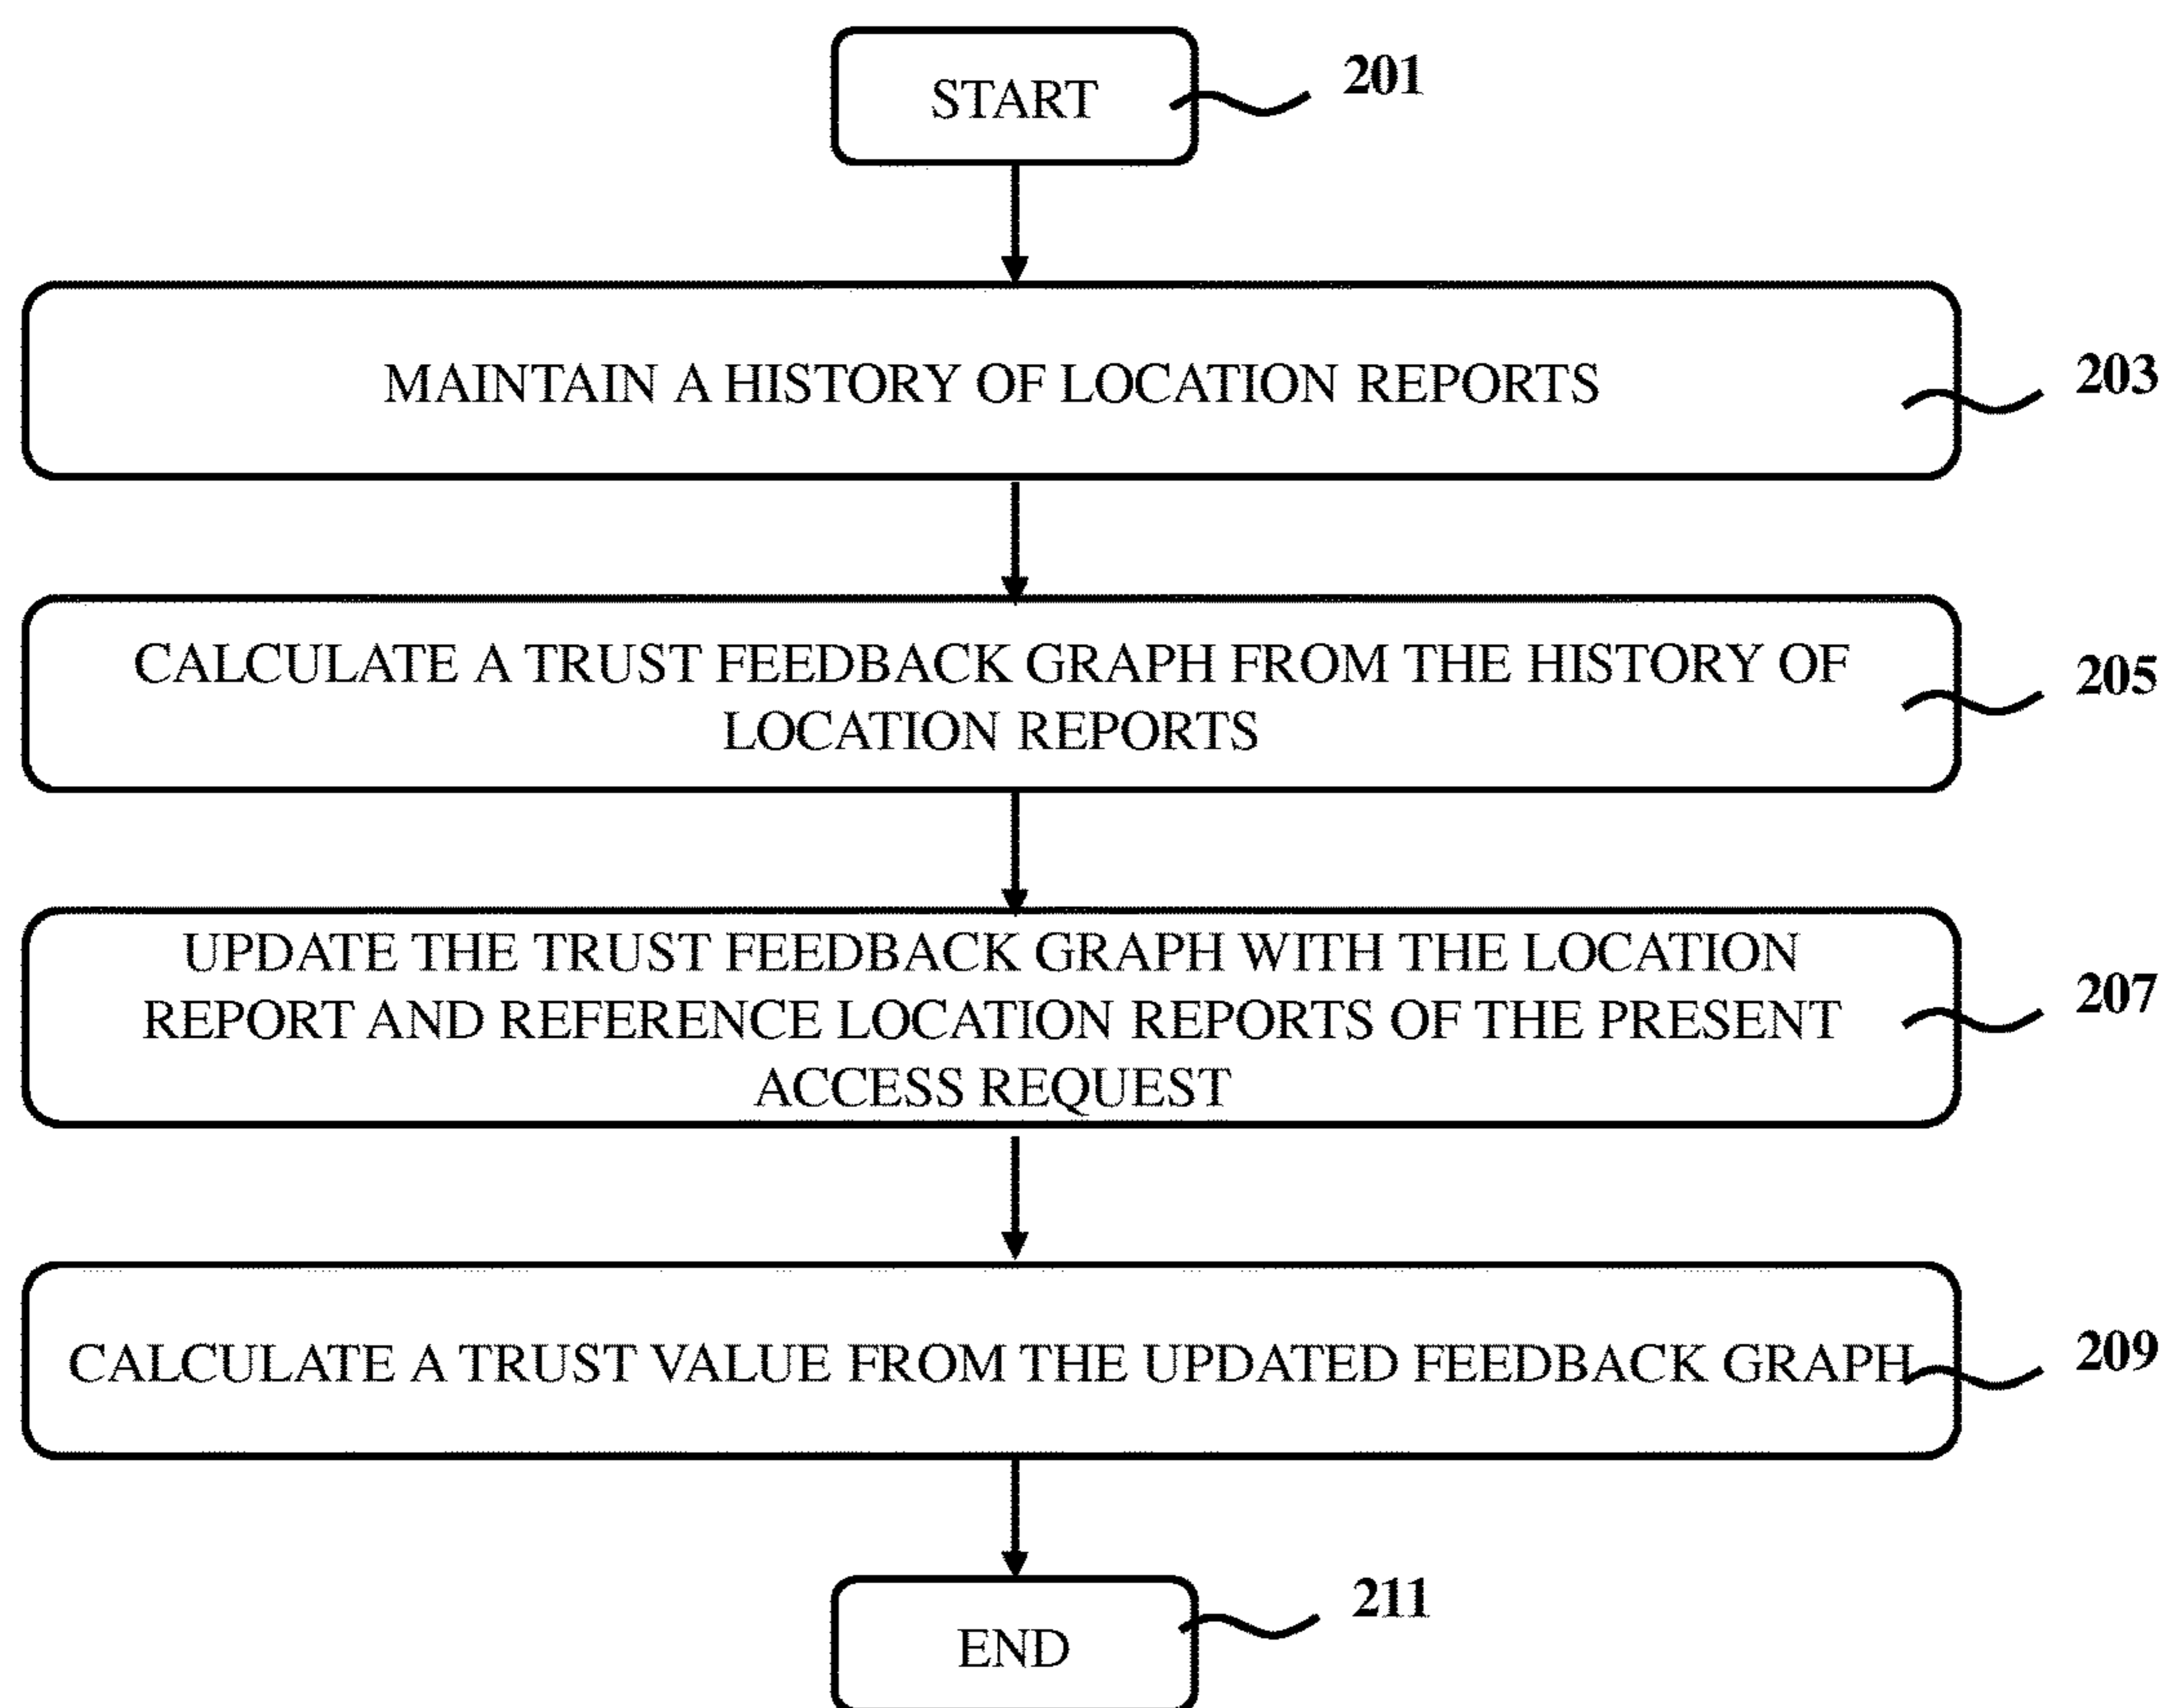 START
201
MAINTAIN A HISTORY OF LOCATION REPORTS
203
CALCULATE A TRUST FEEDBACK GRAPH FROM THE HISTORY OF
LOCATION REPORTS
205
UPDATE THE TRUST FEEDBACK GRAPH WITH THE LOCATION
REPORT AND REFERENCE LOCATION REPORTS OF THE PRESENT
ACCESS REQUEST
207
CALCULATE A TRUST VALUE FROM THE UPDATED FEEDBACK GRAPH
209
END
211